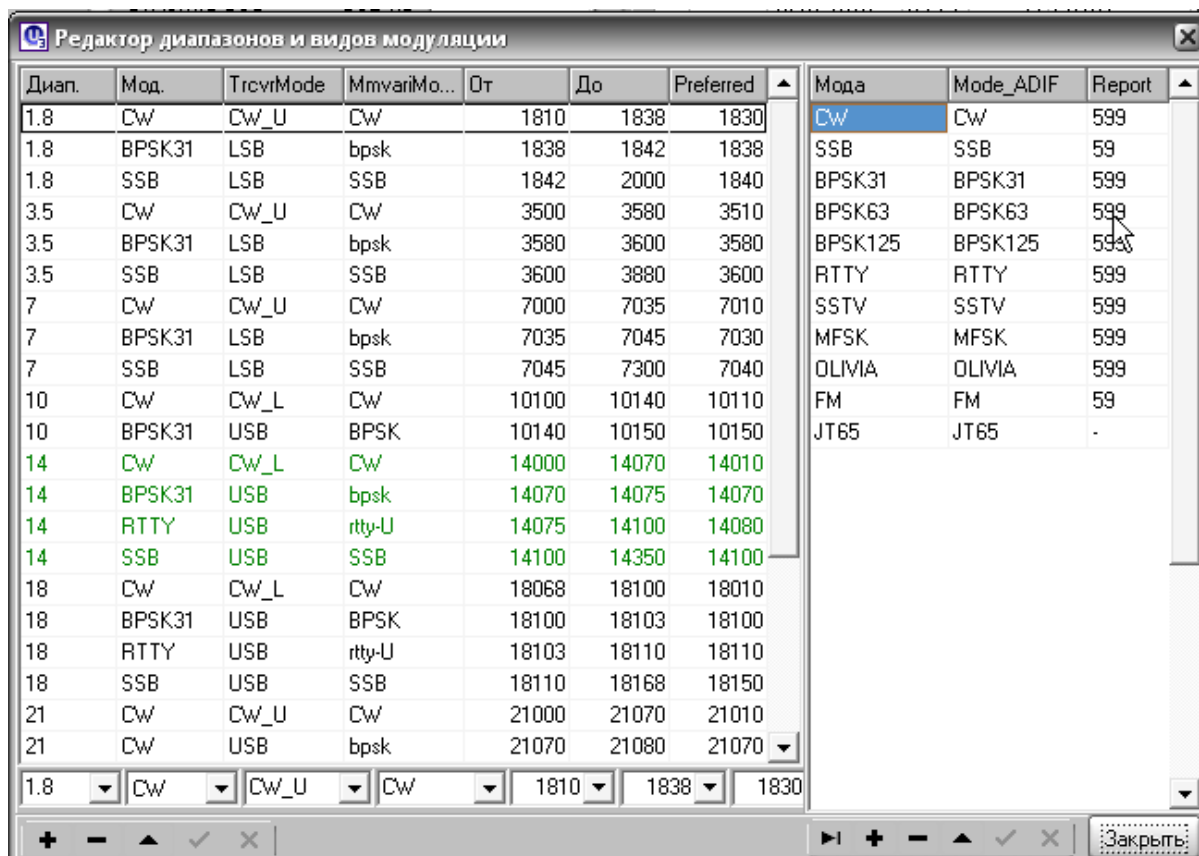 Редактор диапазонов и видов модуляции
Диап. Мод. TrcvrMode MmvariMo... От До Preferred
1.8 CW CW_U CW 1810 1838 1830
1.8 BPSK31 LSB bpsk 1838 1842 1838
1.8 SSB LSB SSB 1842 2000 1840
3.5 CW CW_U CW 3500 3580 3510
3.5 BPSK31 LSB bpsk 3580 3600 3580
3.5 SSB LSB SSB 3600 3880 3600
7 CW CW_U CW 7000 7035 7010
7 BPSK31 LSB bpsk 7035 7045 7030
7 SSB LSB SSB 7045 7300 7040
10 CW CW_L CW 10100 10140 10110
10 BPSK31 USB BPSK 10140 10150 10150
14 CW CW_L CW 14000 14070 14010
14 BPSK31 USB bpsk 14070 14075 14070
14 RTTY USB rtty-U 14075 14100 14080
14 SSB USB SSB 14100 14350 14100
18 CW CW_L CW 18068 18100 18010
18 BPSK31 USB BPSK 18100 18103 18100
18 RTTY USB rtty-U 18103 18110 18110
18 SSB USB SSB 18110 18168 18150
21 CW CW_U CW 21000 21070 21010
21 CW USB bpsk 21070 21080 21070
1.8 CW CW_U CW 1810 1838 1830
Мода Mode_ADIF Report
CW CW 599
SSB SSB 59
BPSK31 BPSK31 599
BPSK63 BPSK63 599
BPSK125 BPSK125 599
RTTY RTTY 599
SSTV SSTV 599
MFSK MFSK 599
OLIVIA OLIVIA 599
FM FM 59
JT65 JT65 -
Закрыть